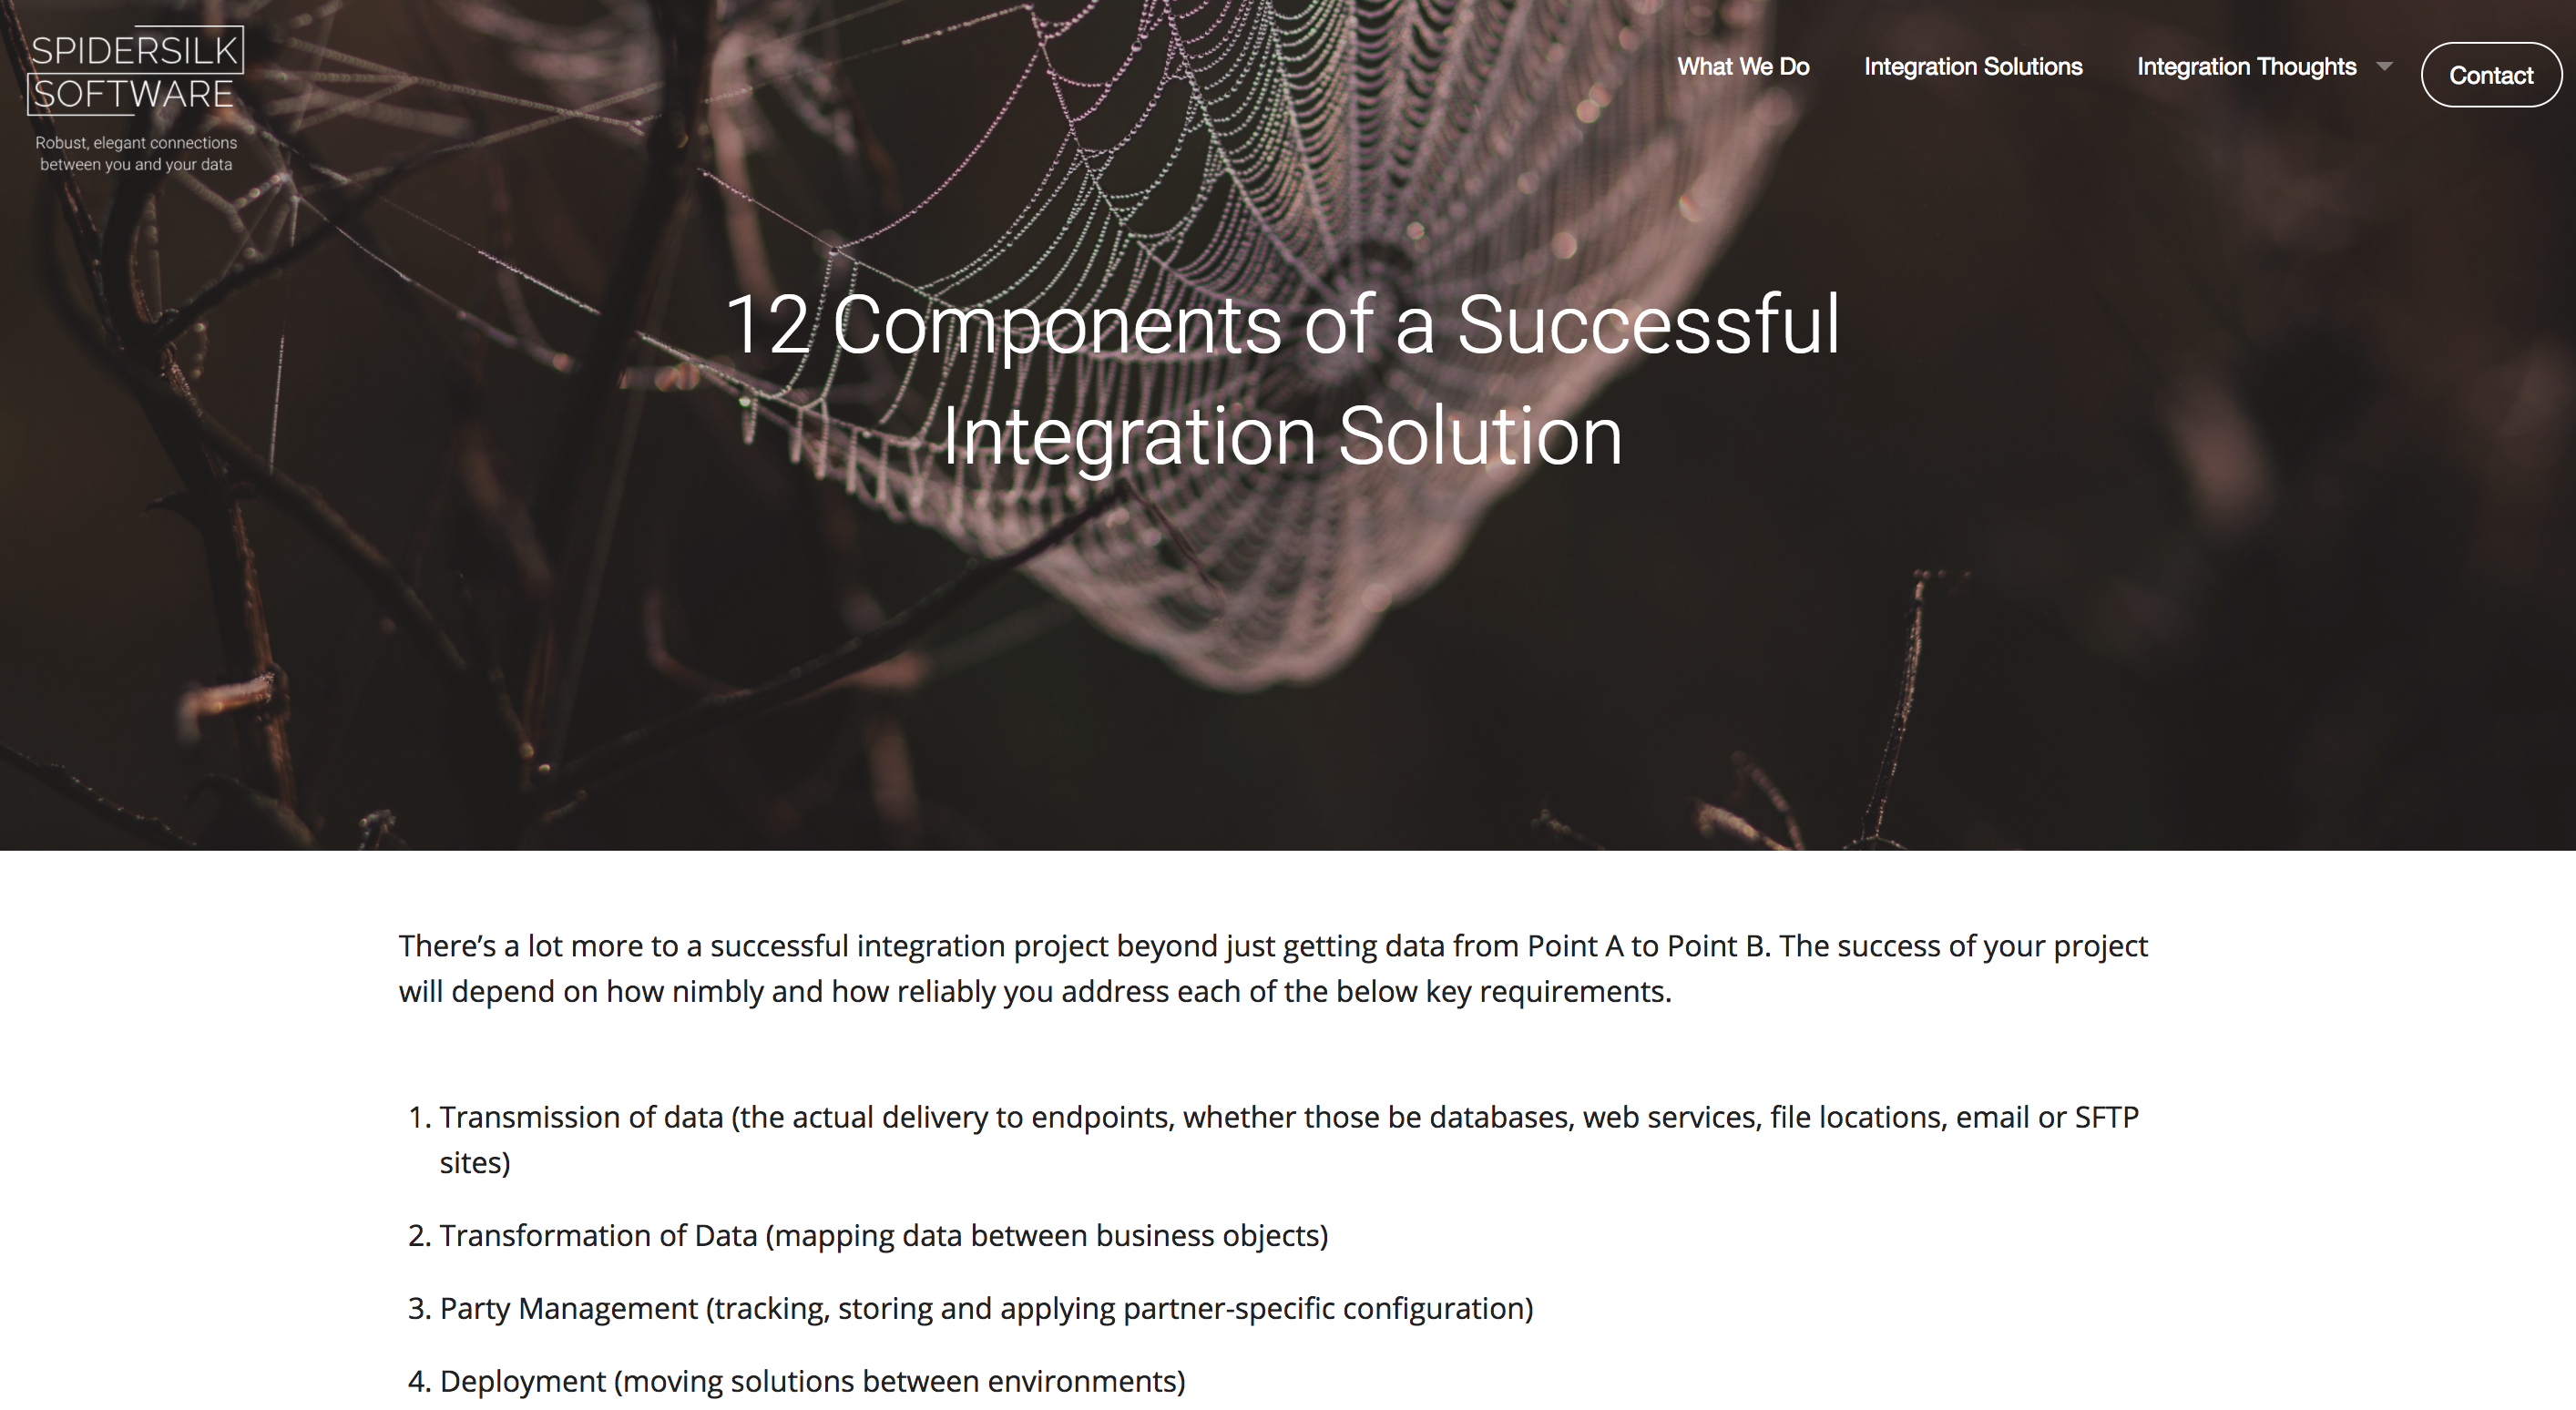 SPIDERSILK
SOFTWARE
Robust, elegant connections
between you and your data
What We Do
Integration Solutions
Integration Thoughts
Contact
12 Components of a Successful
Integration Solution
There’s a lot more to a successful integration project beyond just getting data from Point A to Point B. The success of your project
will depend on how nimbly and how reliably you address each of the below key requirements.
1. Transmission of data (the actual delivery to endpoints, whether those be databases, web services, file locations, email or SFTP
sites)
2. Transformation of Data (mapping data between business objects)
3. Party Management (tracking, storing and applying partner-specific configuration)
4. Deployment (moving solutions between environments)